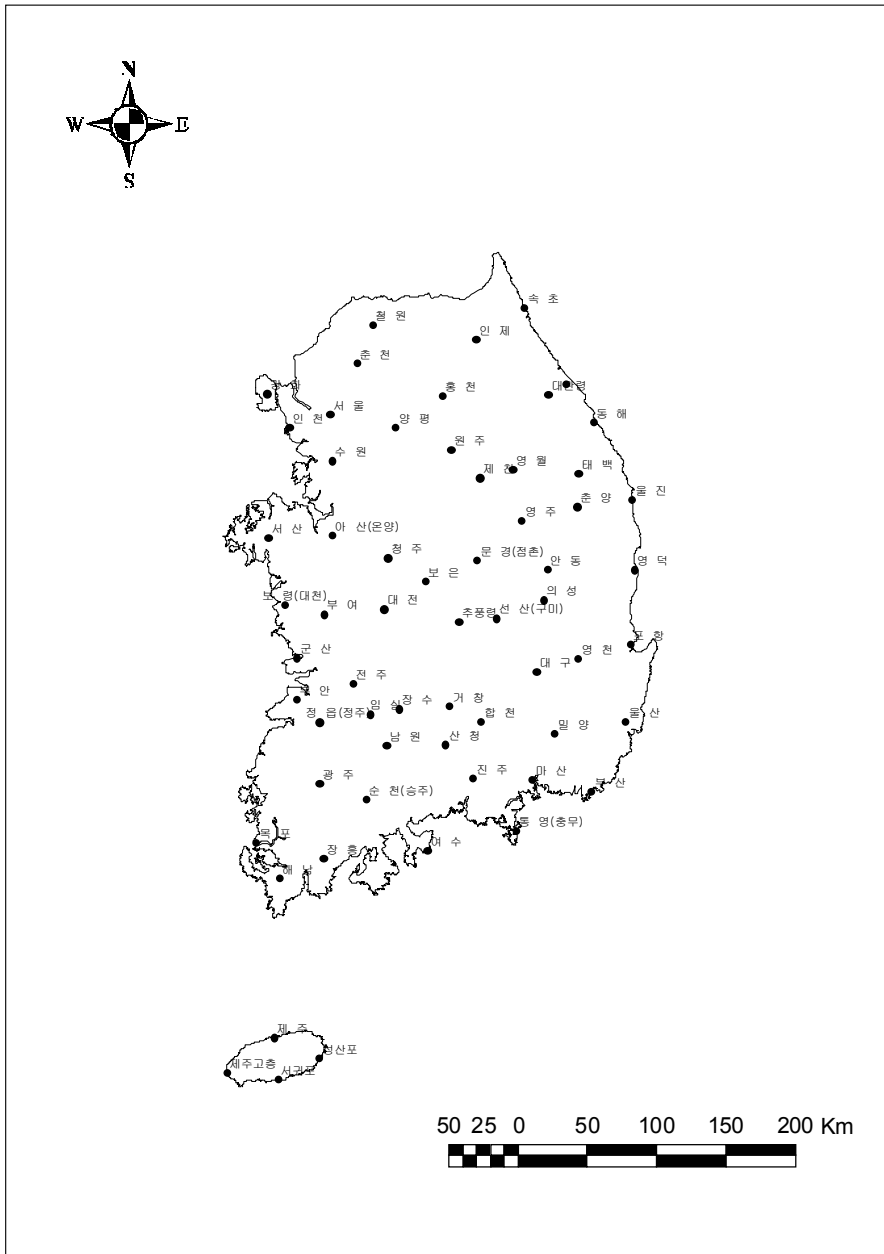 N
W E
S
속 초
철 원
인 제
춘 천
강 화
홍 천
대관령
서 울
동 해
인 천
양 평
원 주
수 원
영 월
태 백
제 천
울 진
춘 양
영 주
아 산(온양)
서 산
청 주
문 경(점촌)
안 동
영 덕
보 은
의 성
보 령(대천)
대 전
부 여
추풍령
선 산(구미)
포 항
군 산
영 천
대 구
전 주
부 안
임 실
장 수
거 창
정 읍(정주)
합 천
울 산
밀 양
남 원
산 청
광 주
진 주
마 산
부 산
순 천(승주)
통 영(충무)
목 포
여 수
장 흥
해 남
제 주
성산포
제주고층
서귀포
50 25 0 50 100 150 200 Km